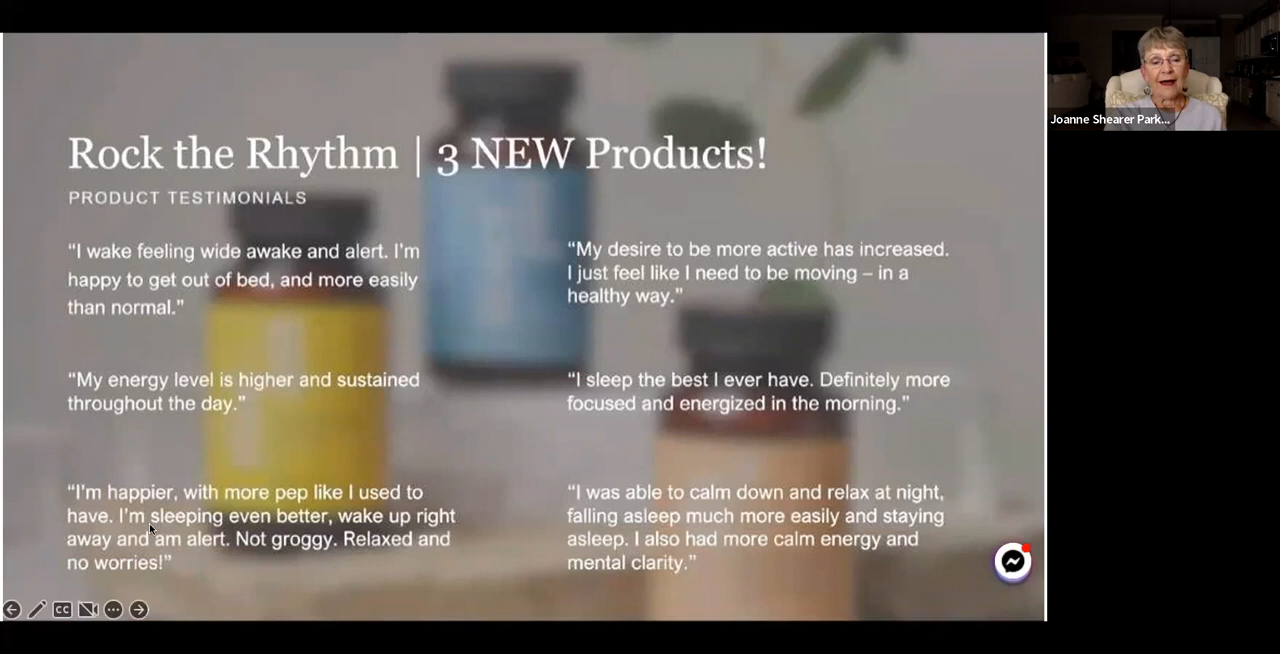 Rock the Rhythm | 3 NEW Products!
PRODUCT TESTIMONIALS
“I wake feeling wide awake and alert. I’m
happy to get out of bed, and more easily
than normal.”
“My energy level is higher and sustained
throughout the day.”
“I’m happier, with more pep like I used to
have. I’m sleeping even better, wake up right
away and am alert. Not groggy. Relaxed and
no worries!”
“My desire to be more active has increased.
I just feel like I need to be moving – in a
healthy way.”
“I sleep the best I ever have. Definitely more
focused and energized in the morning.”
“I was able to calm down and relax at night,
falling asleep much more easily and staying
asleep. I also had more calm energy and
mental clarity.”
CC
Joanne Shearer Park...